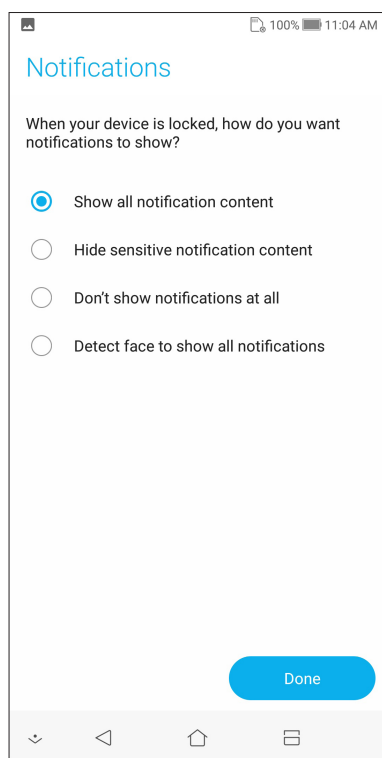 100% 11:04 AM
Notifications
When your device is locked, how do you want
notifications to show?
Show all notification content
Hide sensitive notification content
Don’t show notifications at all
Detect face to show all notifications
Done